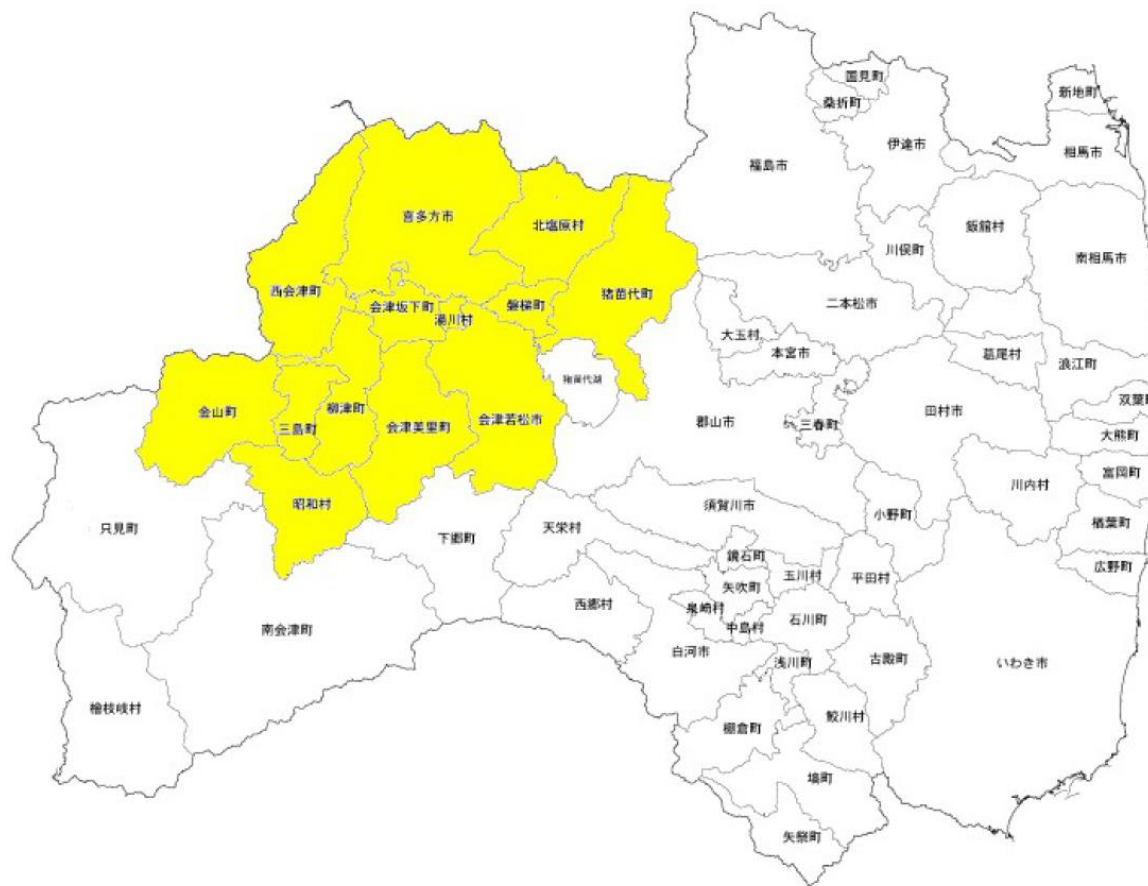 国見町
桑折町
新地町
伊達市
相馬市
福島市
喜多方市
北塩原村
飯舘村
川俣町
南相馬市
西会津町
猪苗代町
会津坂下町
磐梯町
湯川村
二本松市
大玉村
本宮市
葛尾村
浪江町
猪苗代湖
双葉町
金山町
柳津町
三島町
会津美里町
会津若松市
郡山市
三春町
田村市
大熊町
富岡町
川内村
昭和村
須賀川市
小野町
楢葉町
只見町
下郷町
天栄村
鏡石町
玉川村
平田村
広野町
矢吹町
西郷村
泉崎村
中島村
石川町
南会津町
白河市
浅川町
古殿町
いわき市
檜枝岐村
鮫川村
棚倉町
塙町
矢祭町